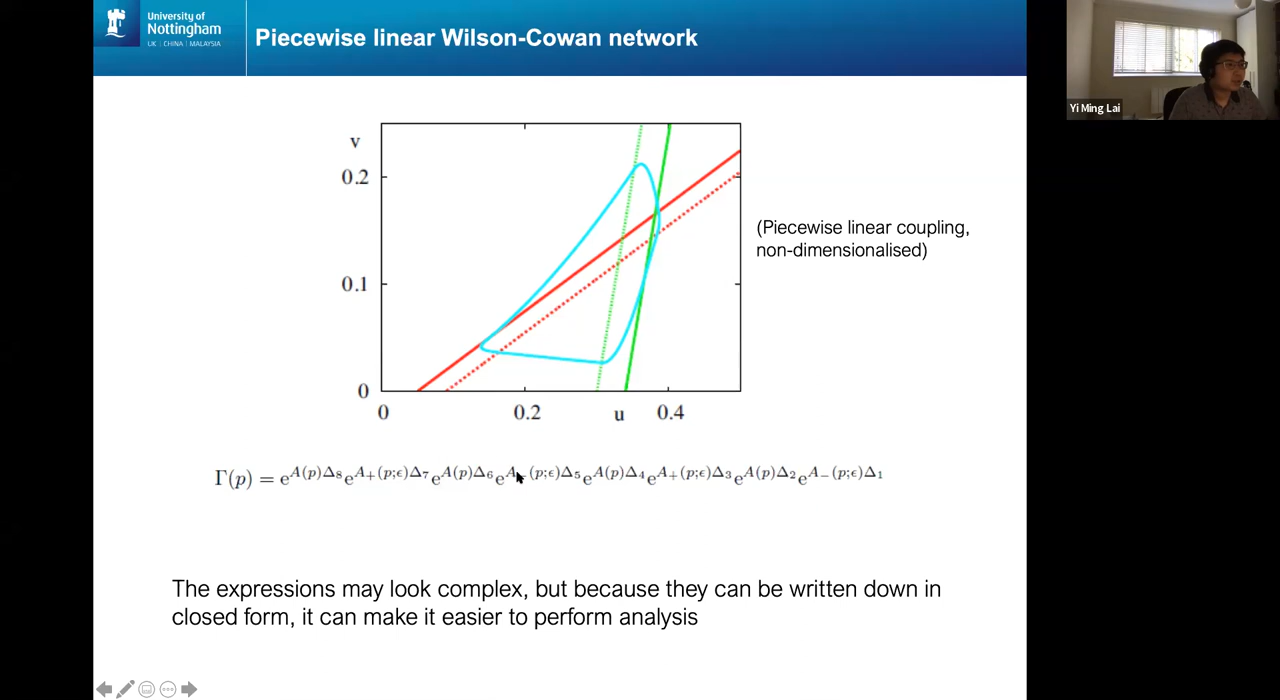 University of
Nottingham
UK | CHINA | MALAYSIA
Piecewise linear Wilson-Cowan network
Yi Ming Lai
v
0.2
0.1
0
0
0.2
u
0.4
(Piecewise linear coupling,
non-dimensionalised)
Γ(p) = e^{A(p)Δ₈}e^{A₊(p;ϵ)Δ₇}e^{A(p)Δ₆}e^{A₋(p;ϵ)Δ₅}e^{A(p)Δ₄}e^{A₊(p;ϵ)Δ₃}e^{A(p)Δ₂}e^{A₋(p;ϵ)Δ₁}
The expressions may look complex, but because they can be written down in
closed form, it can make it easier to perform analysis